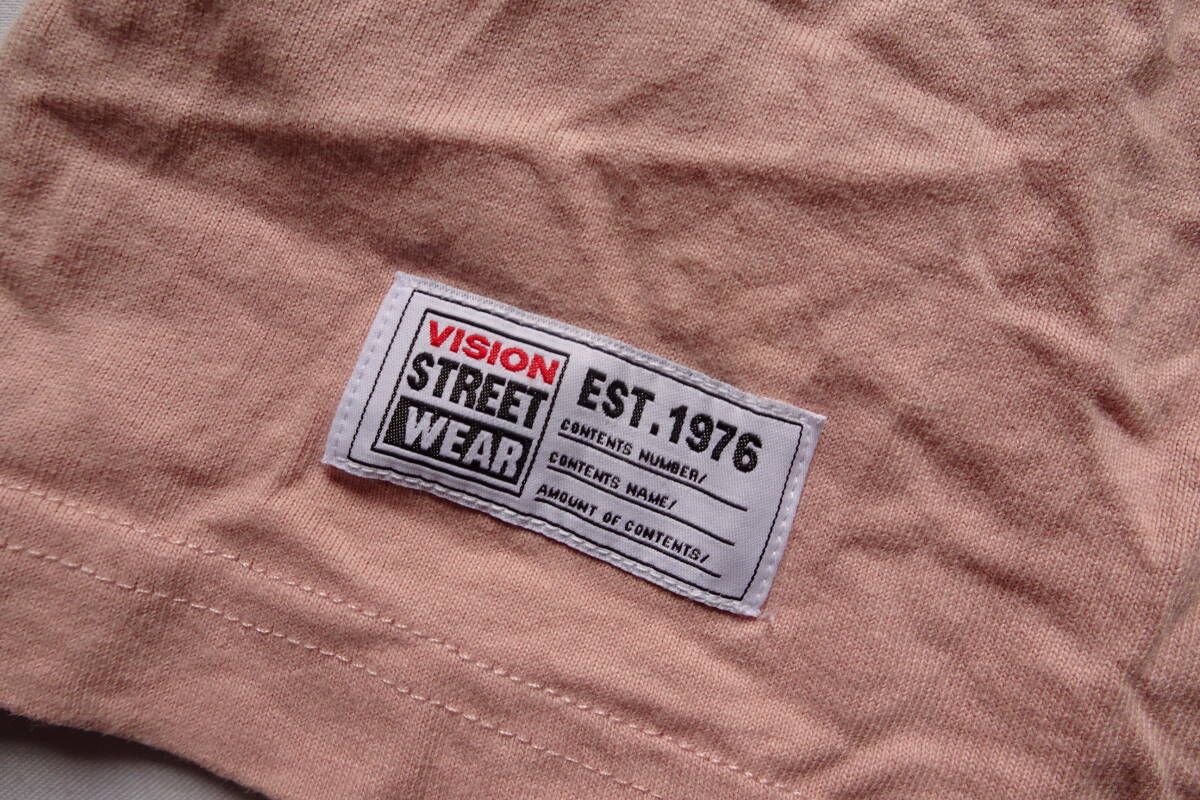 VISION
STREET
WEAR
EST.1976
CONTENTS NUMBER/
CONTENTS NAME/
AMOUNT OF CONTENTS/